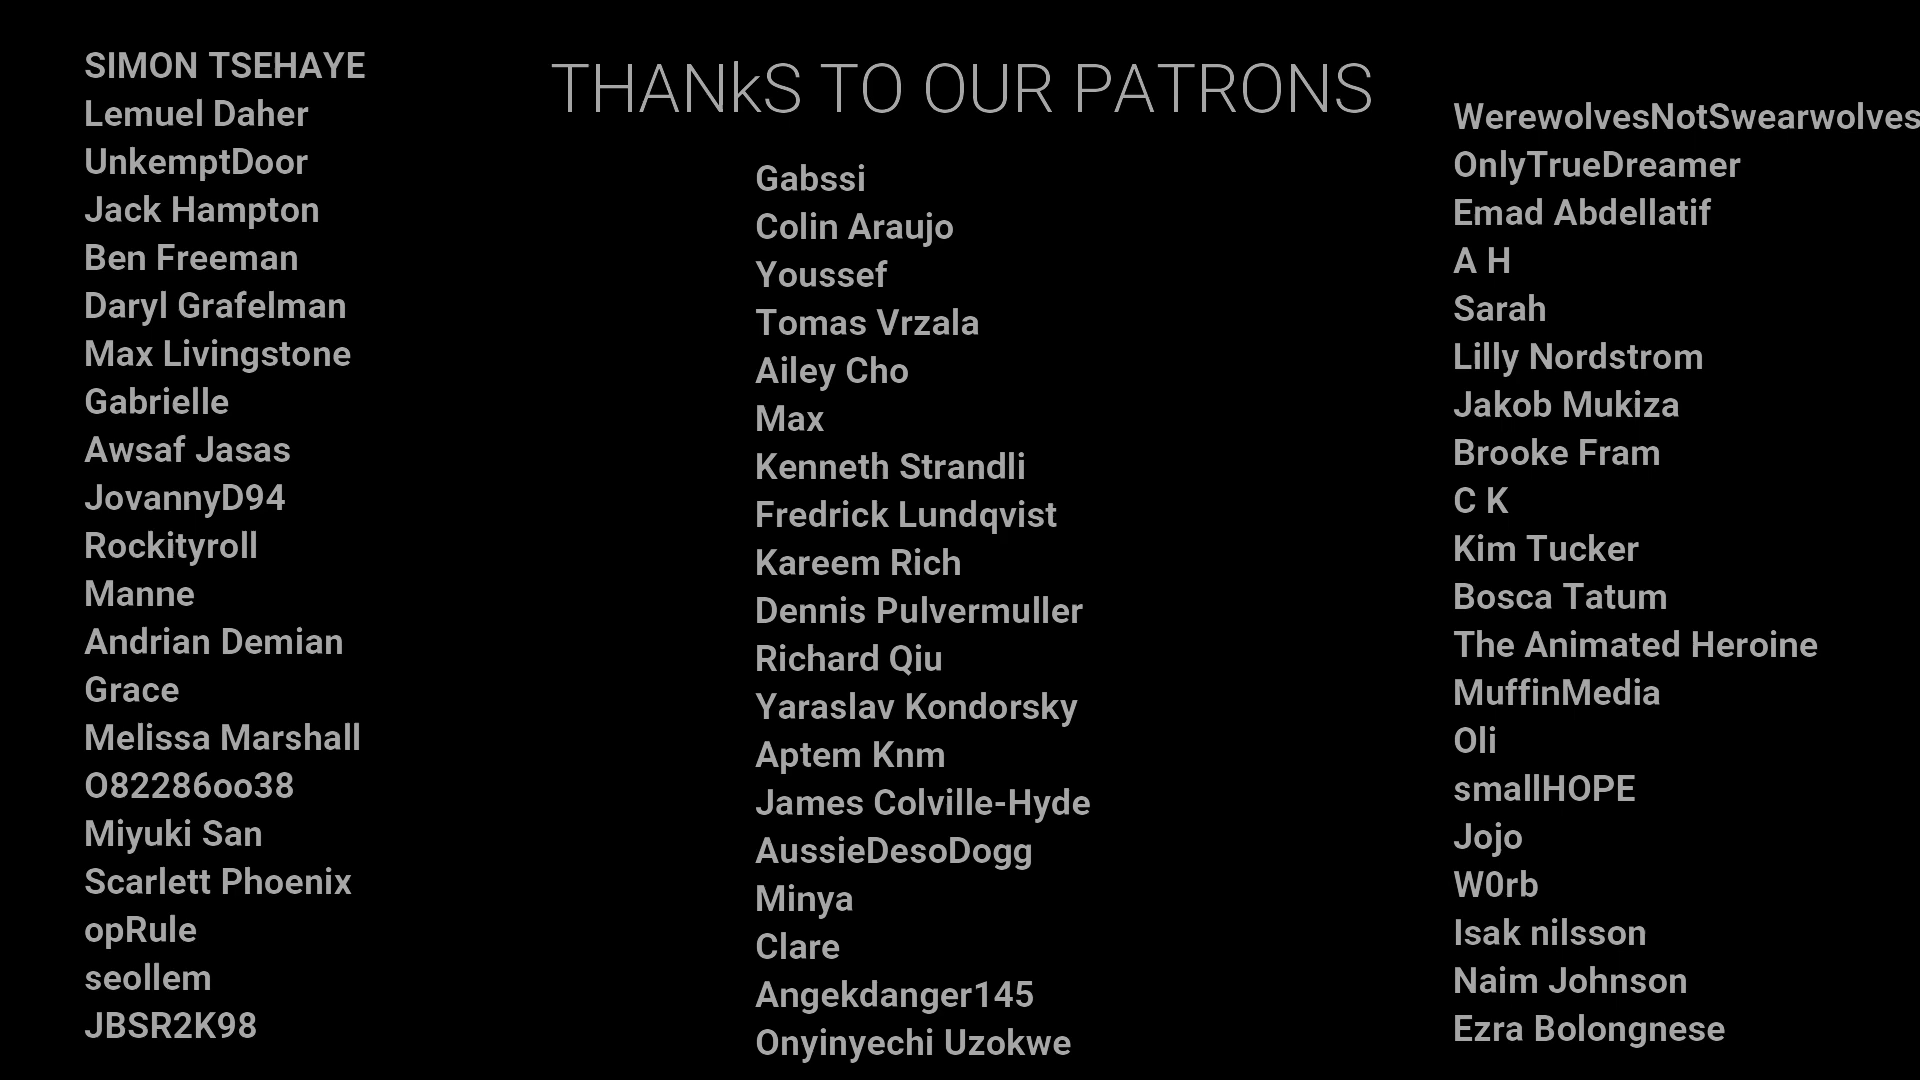 THANkS TO OUR PATRONS
SIMON TSEHAYE
Lemuel Daher
UnkemptDoor
Jack Hampton
Ben Freeman
Daryl Grafelman
Max Livingstone
Gabrielle
Awsaf Jasas
JovannyD94
Rockityroll
Manne
Andrian Demian
Grace
Melissa Marshall
O82286oo38
Miyuki San
Scarlett Phoenix
opRule
seollem
JBSR2K98
Gabssi
Colin Araujo
Youssef
Tomas Vrzala
Ailey Cho
Max
Kenneth Strandli
Fredrick Lundqvist
Kareem Rich
Dennis Pulvermuller
Richard Qiu
Yaraslav Kondorsky
Aptem Knm
James Colville-Hyde
AussieDesoDogg
Minya
Clare
Angekdanger145
Onyinyechi Uzokwe
WerewolvesNotSwearwolves
OnlyTrueDreamer
Emad Abdellatif
A H
Sarah
Lilly Nordstrom
Jakob Mukiza
Brooke Fram
C K
Kim Tucker
Bosca Tatum
The Animated Heroine
MuffinMedia
Oli
smallHOPE
Jojo
W0rb
Isak nilsson
Naim Johnson
Ezra Bolongnese